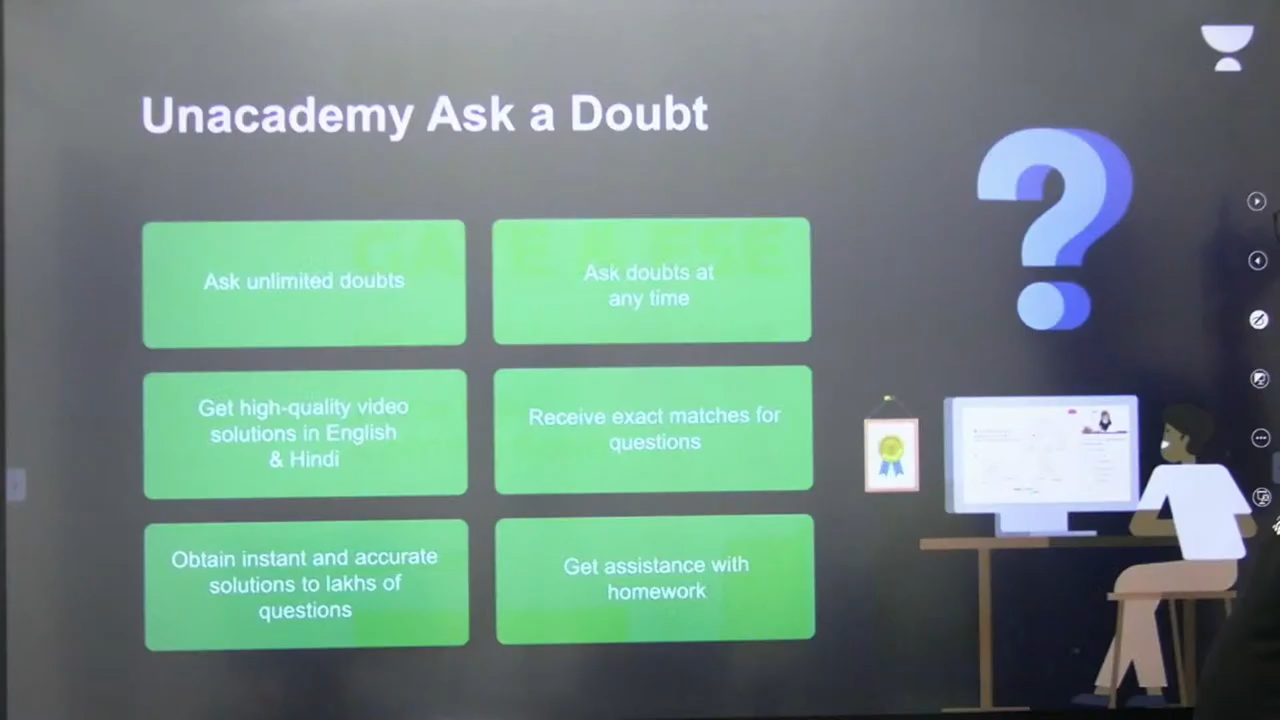 Unacademy Ask a Doubt
Ask unlimited doubts
Ask doubts at
any time
Get high-quality video
solutions in English
& Hindi
Receive exact matches for
questions
Obtain instant and accurate
solutions to lakhs of
questions
Get assistance with
homework